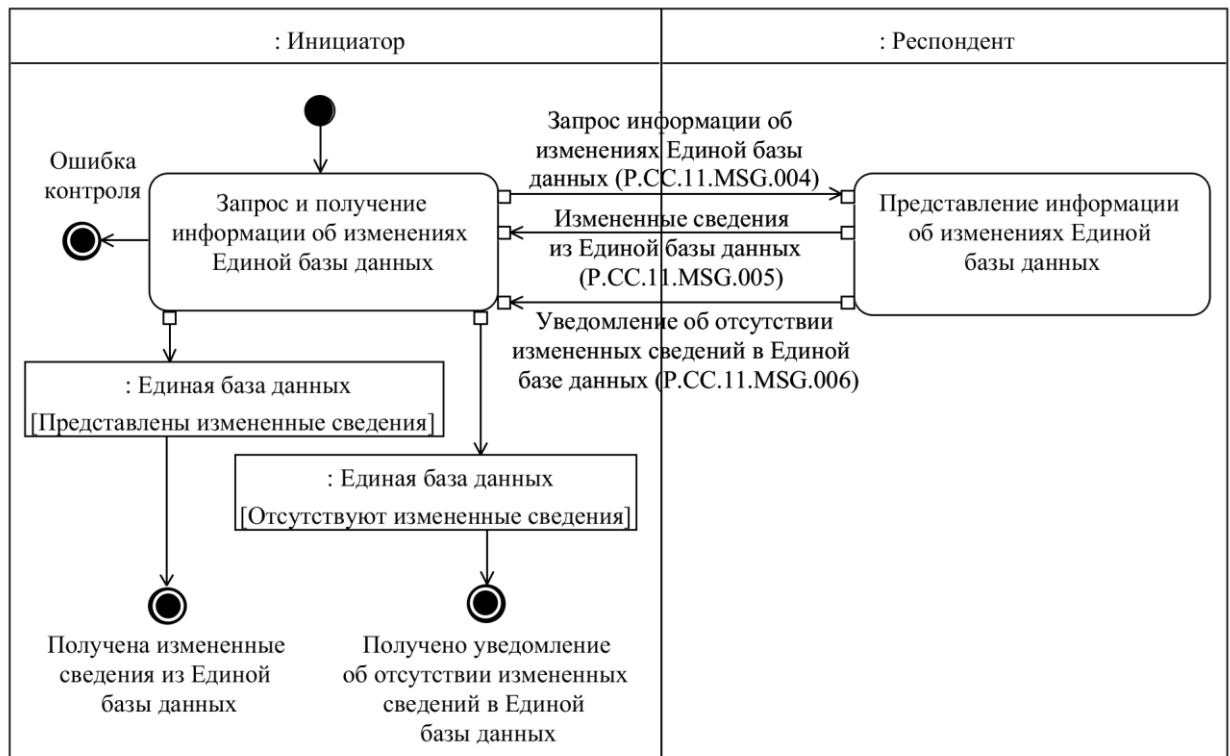 : Инициатор
: Респондент
Ошибка
контроля
Запрос и получение
информации об изменениях
Единой базы данных
Запрос информации об
изменениях Единой базы
данных (P.CC.11.MSG.004)
Измененные сведения
из Единой базы данных
(P.CC.11.MSG.005)
Уведомление об отсутствии
измененных сведений в Единой
базе данных (P.CC.11.MSG.006)
Представление информации
об изменениях Единой
базы данных
: Единая база данных
[Представлены измененные сведения]
: Единая база данных
[Отсутствуют измененные сведения]
Получена измененные
сведения из Единой
базы данных
Получено уведомление
об отсутствии измененных
сведений в Единой
базы данных